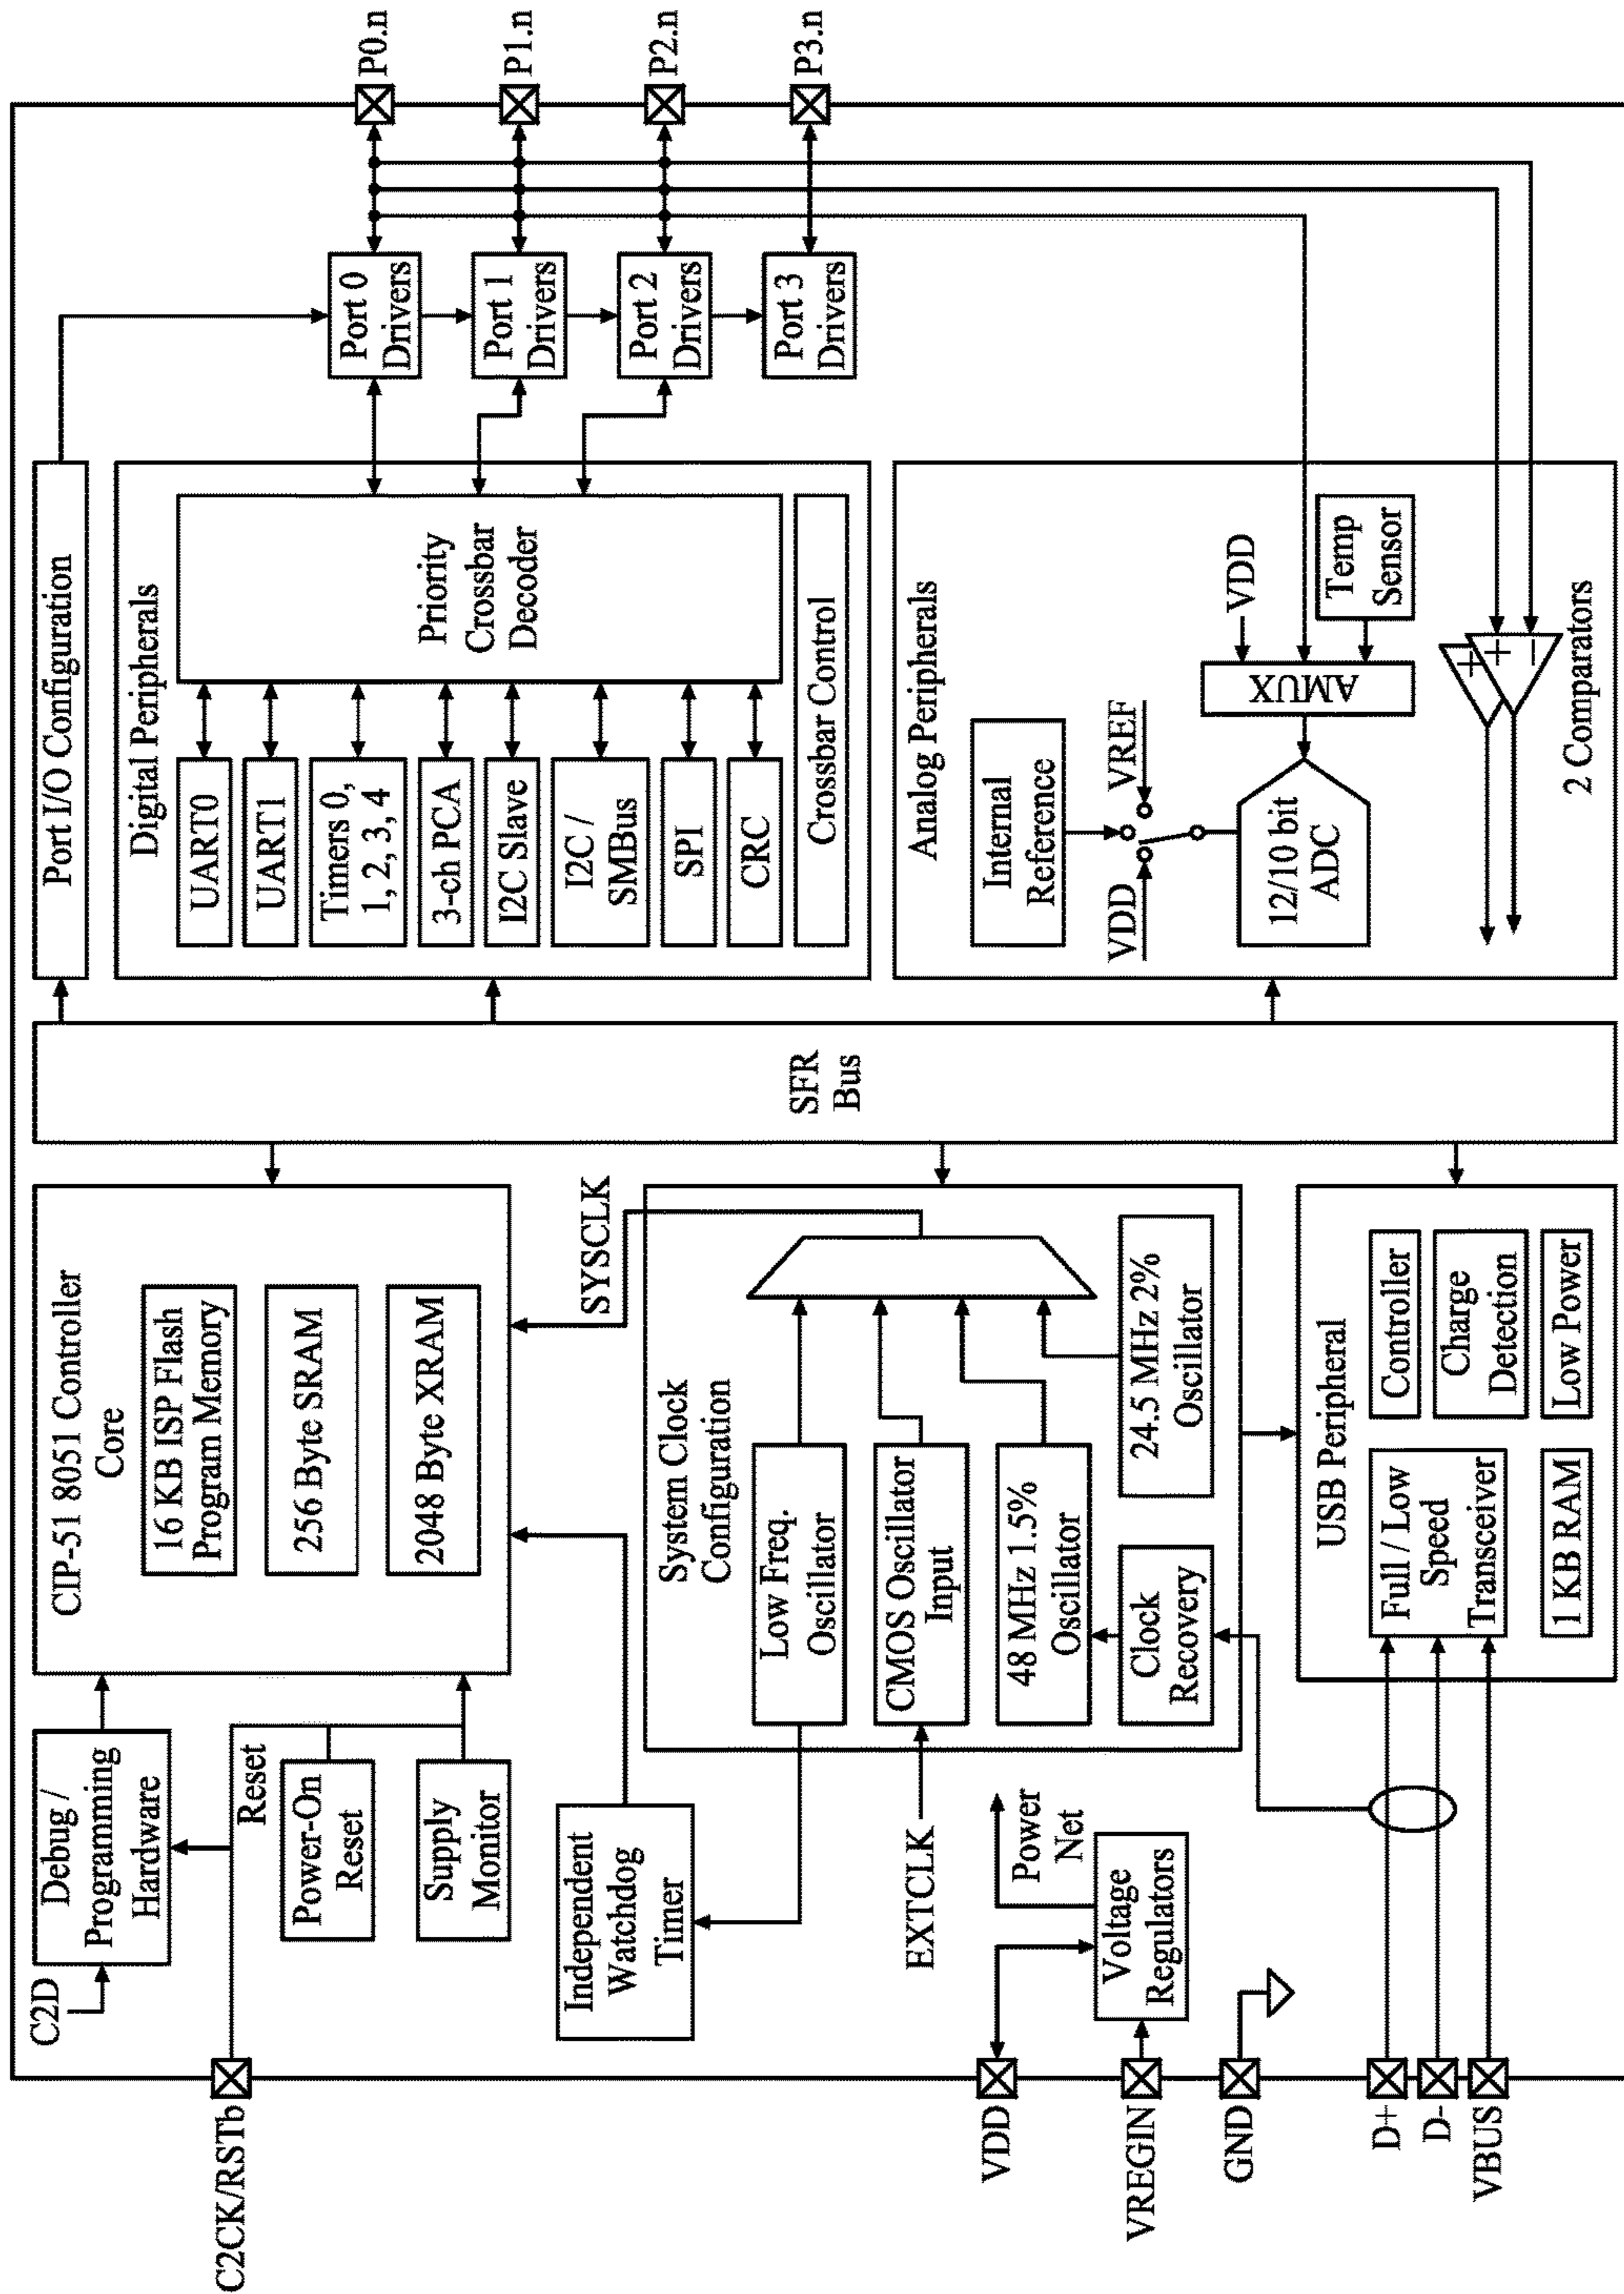 C2CK/RSTb
C2D
Debug /
Programming
Hardware
Reset
Power-On
Reset
Supply
Monitor
Independent
Watchdog
Timer
EXTCLK
VDD
VREGIN
GND
Power
Net
Voltage
Regulators
D+
D-
VBUS
CIP-51 8051 Controller
Core
16 KB ISP Flash
Program Memory
256 Byte SRAM
2048 Byte XRAM
SYSCLK
System Clock
Configuration
Low Freq.
Oscillator
CMOS Oscillator
Input
48 MHz 1.5%
Oscillator
Clock
Recovery
24.5 MHz 2%
Oscillator
USB Peripheral
Full / Low
Speed
Transceiver
Controller
Charge
Detection
1 KB RAM
Low Power
SFR
Bus
Port I/O Configuration
Digital Peripherals
UART0
UART1
Timers 0,
1, 2, 3, 4
3-ch PCA
I2C Slave
I2C /
SMBus
SPI
CRC
Priority
Crossbar
Decoder
Crossbar Control
Analog Peripherals
Internal
Reference
VDD
VREF
12/10 bit
ADC
AMUX
VDD
Temp
Sensor
+
+
−
2 Comparators
Port 0
Drivers
Port 1
Drivers
Port 2
Drivers
Port 3
Drivers
P0.n
P1.n
P2.n
P3.n